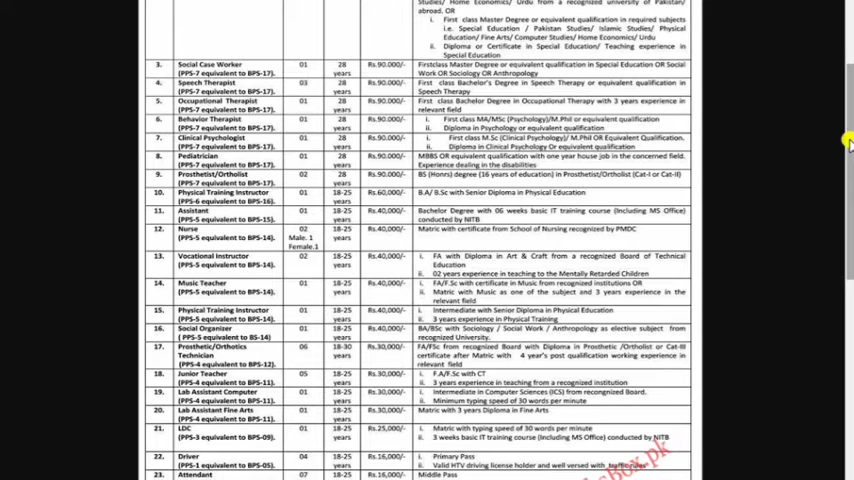 Studies/ Home Economics/ Urdu from a recognized university of Pakistan/
abroad. OR
i. First class Master Degree or equivalent qualification in required subjects
i.e. Special Education / Pakistan Studies/ Islamic Studies/ Physical
Education/ Fine Arts/ Computer Studies/ Home Economics/ Urdu
ii. Diploma or Certificate in Special Education/ Teaching experience in
Special Education
3. Social Case Worker 01 28 Rs.90.000/- Firstclass Master Degree or equivalent qualification in Special Education OR Social
(PPS-7 equivalent to BPS-17). years Work OR Sociology OR Anthropology
4. Speech Therapist 03 28 Rs.90.000/- First class Bachelor's Degree in Speech Therapy or equivalent qualification in
(PPS-7 equivalent to BPS-17). years Speech Therapy
5. Occupational Therapist 01 28 Rs.90.000/- First class Bachelor Degree in Occupational Therapy with 3 years experience in
(PPS-7 equivalent to BPS-17). years relevant field
6. Behavior Therapist 01 28 Rs.90.000/- i. First class MA/MSc (Psychology)/M.Phil or equivalent qualification
(PPS-7 equivalent to BPS-17). years ii. Diploma in Psychology or equivalent qualification
7. Clinical Psychologist 01 28 Rs.90.000/- i. First class M.Sc (Clinical Psychology)/ M.Phil OR Equivalent Qualification.
(PPS-7 equivalent to BPS-17). years ii. Diploma in Clinical Psychology Or equivalent qualification
8. Pediatrician 01 28 Rs.90.000/- MBBS OR equivalent qualification with one year house job in the concerned field.
(PPS-7 equivalent to BPS-17). years Experience dealing in the disabilities
9. Prosthetist/Ortholist 02 28 Rs.90.000/- BS (Honrs) degree (16 years of education) in Prosthetist/Ortholist (Cat-I or Cat-II)
(PPS-7 equivalent to BPS-17). years
10. Physical Training Instructor 01 18-25 Rs.60,000/- B.A/ B.Sc with Senior Diploma in Physical Education
(PPS-6 equivalent to BPS-16). years
11. Assistant 01 18-25 Rs.40,000/- Bachelor Degree with 06 weeks basic IT training course (Including MS Office)
(PPS-5 equivalent to BPS-15). years conducted by NITB
12. Nurse 02 18-25 Rs.40,000/- Matric with certificate from School of Nursing recognized by PMDC
(PPS-5 equivalent to BPS-14). Male. 1 years
Female.1
13. Vocational Instructor 02 18-25 Rs.40,000/- i. FA with Diploma in Art & Craft from a recognized Board of Technical
(PPS-5 equivalent to BPS-14). years Education
ii. 02 years experience in teaching to the Mentally Retarded Children
14. Music Teacher 01 18-25 Rs.40,000/- i. FA/F.Sc with certificate in Music from recognized institutions OR
(PPS-5 equivalent to BPS-14). years ii. Matric with Music as one of the subject and 3 years experience in the
relevant field
15. Physical Training Instructor 01 18-25 Rs.40,000/- i. Intermediate with Senior Diploma in Physical Education
(PPS-5 equivalent to BPS-14). years ii. 3 years experience in Physical Training
16. Social Organizer 01 18-25 Rs.40,000/- BA/BSc with Sociology / Social Work / Anthropology as elective subject from
( PPS-5 equivalent to BS-14) years recognized University.
17. Prosthetic/Orthotics 06 18-30 Rs.30,000/- FA/FSc from recognized Board with Diploma in Prosthetic /Ortholist or Cat-III
Technician years certificate after Matric with 4 year's post qualification working experience in
(PPS-4 equivalent to BPS-12). relevant field
18. Junior Teacher 05 18-25 Rs.30,000/- i. F.A/F.Sc with CT
(PPS-4 equivalent to BPS-11). years ii. 3 years experience in teaching from a recognized institution
19. Lab Assistant Computer 01 18-25 Rs.30,000/- i. Intermediate in Computer Sciences (ICS) from recognized Board.
(PPS-4 equivalent to BPS-11). years ii. Minimum typing speed of 30 words per minute
20. Lab Assistant Fine Arts 01 18-25 Rs.30,000/- Matric with 3 years Diploma in Fine Arts
(PPS-4 equivalent to BPS-11). years
21. LDC 01 18-25 Rs.25,000/- i. Matric with typing speed of 30 words per minute
(PPS-3 equivalent to BPS-09). years ii. 3 weeks basic IT training course (Including MS Office) conducted by NITB
22. Driver 04 18-25 Rs.16,000/- i. Primary Pass
(PPS-1 equivalent to BPS-05). years ii. Valid HTV driving license holder and well versed with traffic rules
23. Attendant 07 18-25 Rs.16,000/- Middle Pass